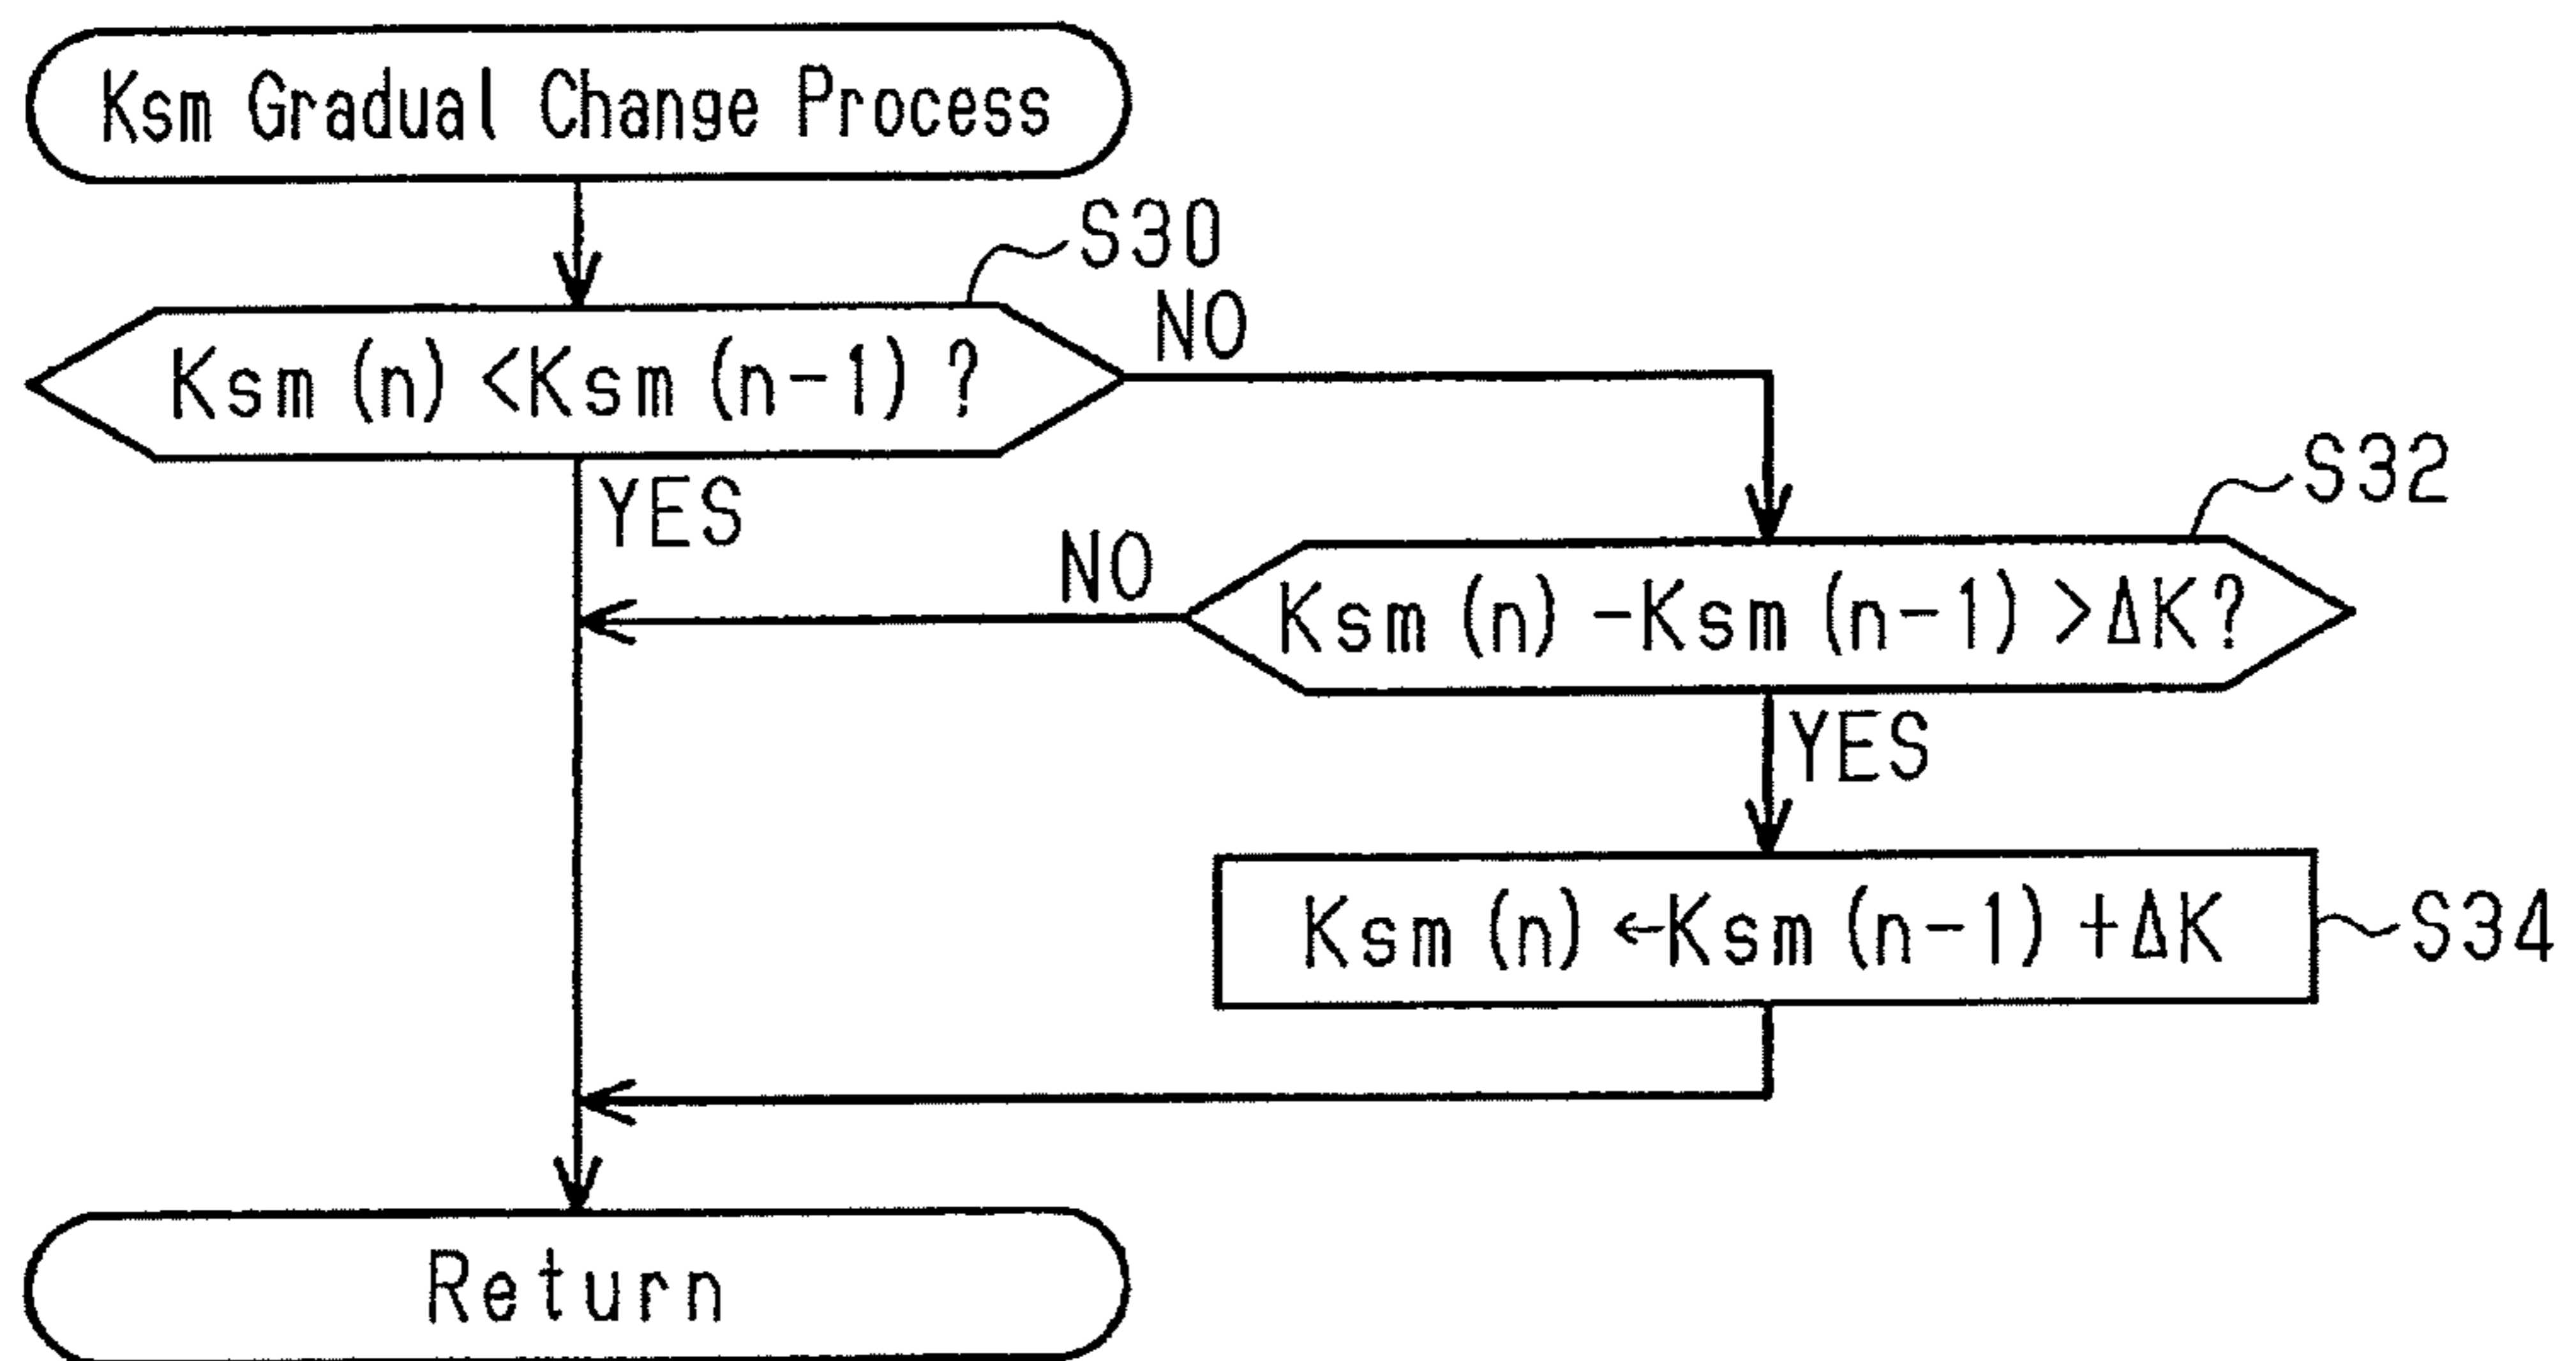 Ksm Gradual Change Process
S30
Ksm(n)<Ksm(n-1)?
NO
YES
S32
NO
Ksm(n)-Ksm(n-1)>ΔK?
YES
Ksm(n)←Ksm(n-1)+ΔK
S34
Return